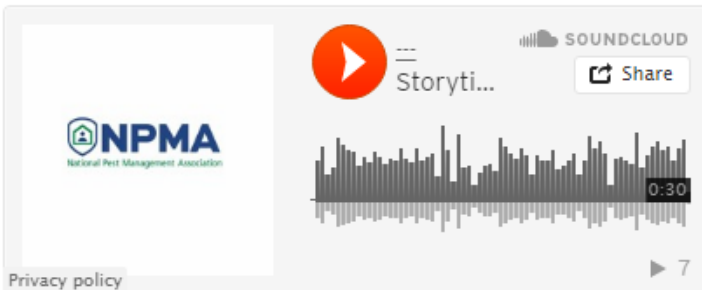 NPMA
National Pest Management Association
SOUNDCLOUD
---
Storyti...
Share
0:30
7
Privacy policy